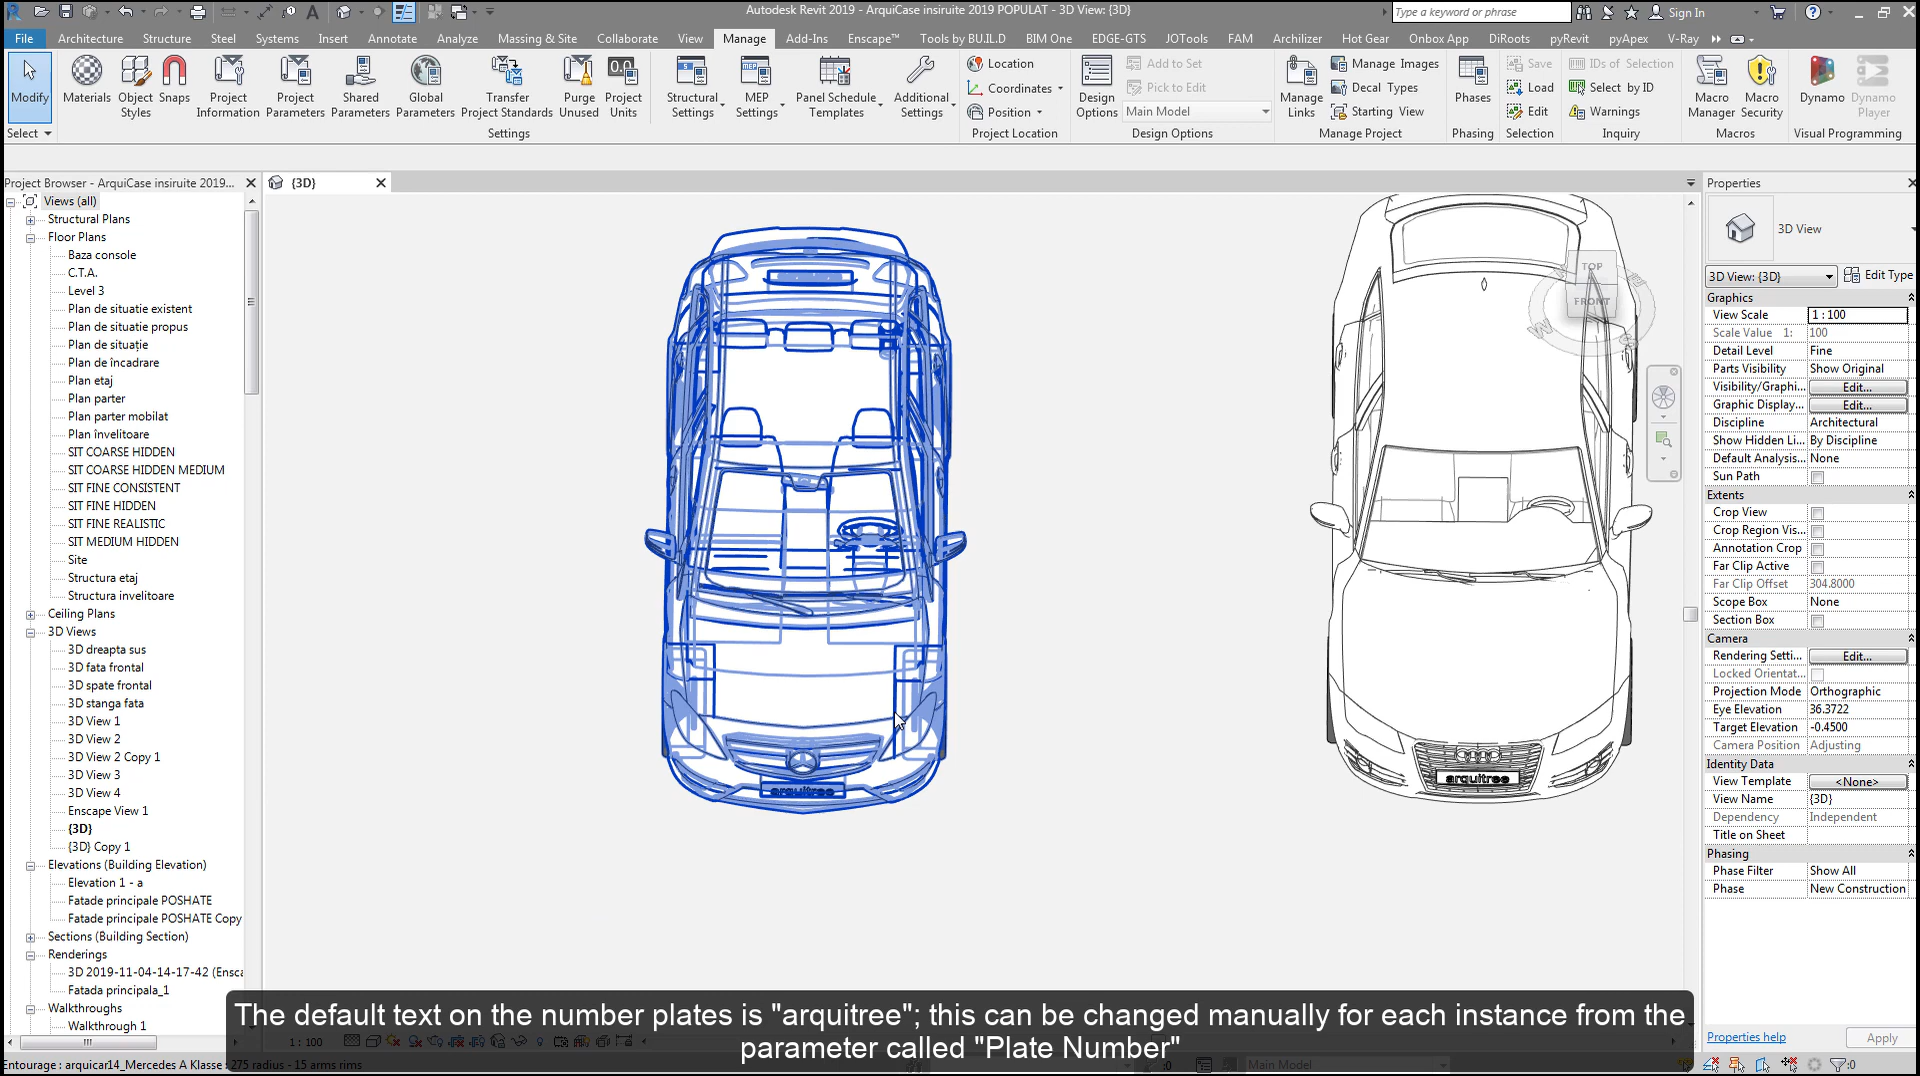 Autodesk Revit 2019 - ArquiCase insiruite 2019 POPULAT - 3D View: {3D}
Type a keyword or phrase
Sign In
File Architecture Structure Steel Systems Insert Annotate Analyze Massing & Site Collaborate View Manage Add-Ins Enscape™ Tools by BU.IL.D BIM One EDGE-GTS JOTools FAM Archilizer Hot Gear Onbox App DiRoots pyRevit pyApex V-Ray
Modify
Materials
Object Styles
Snaps
Project Information
Project Parameters
Shared Parameters
Global Parameters
Transfer Project Standards
Purge Unused
Project Units
Structural Settings
MEP Settings
Panel Schedule Templates
Additional Settings
Location
Coordinates
Position
Design Options
Add to Set
Pick to Edit
Main Model
Manage Links
Manage Images
Decal Types
Starting View
Phases
Save
Load
Edit
IDs of Selection
Select by ID
Warnings
Macro Manager
Macro Security
Dynamo
Dynamo Player
Select
Settings
Project Location
Design Options
Manage Project
Phasing
Selection
Inquiry
Macros
Visual Programming
Project Browser - ArquiCase insiruite 2019...
{3D}
Views (all)
Structural Plans
Floor Plans
Baza console
C.T.A.
Level 3
Plan de situatie existent
Plan de situatie propus
Plan de situație
Plan de încadrare
Plan etaj
Plan parter
Plan parter mobilat
Plan învelitoare
SIT COARSE HIDDEN
SIT COARSE HIDDEN MEDIUM
SIT FINE CONSISTENT
SIT FINE HIDDEN
SIT FINE REALISTIC
SIT MEDIUM HIDDEN
Site
Structura etaj
Structura invelitoare
Ceiling Plans
3D Views
3D dreapta sus
3D fata frontal
3D spate frontal
3D stanga fata
3D View 1
3D View 2
3D View 2 Copy 1
3D View 3
3D View 4
Enscape View 1
{3D}
{3D} Copy 1
Elevations (Building Elevation)
Elevation 1 - a
Fatade principale POSHATE
Fatade principale POSHATE Copy
Sections (Building Section)
Renderings
3D 2019-11-04-14-17-42 (Ensca
Fatada principala_1
Walkthroughs
Walkthrough 1
TOP
FRONT
W
S
arquitree
arquitree
Properties
3D View
3D View: {3D}
Edit Type
Graphics
View Scale 1 : 100
Scale Value 1: 100
Detail Level Fine
Parts Visibility Show Original
Visibility/Graphi... Edit...
Graphic Display... Edit...
Discipline Architectural
Show Hidden Li... By Discipline
Default Analysis... None
Sun Path
Extents
Crop View
Crop Region Vis...
Annotation Crop
Far Clip Active
Far Clip Offset 304.8000
Scope Box None
Section Box
Camera
Rendering Setti... Edit...
Locked Orientat...
Projection Mode Orthographic
Eye Elevation 36.3722
Target Elevation -0.4500
Camera Position Adjusting
Identity Data
View Template <None>
View Name {3D}
Dependency Independent
Title on Sheet
Phasing
Phase Filter Show All
Phase New Construction
Properties help
Apply
The default text on the number plates is "arquitree"; this can be changed manually for each instance from the
parameter called "Plate Number"
1 : 100
Entourage : arquicar14_Mercedes A Klasse : 275 radius - 15 arms rims
:0
Main Model
:0